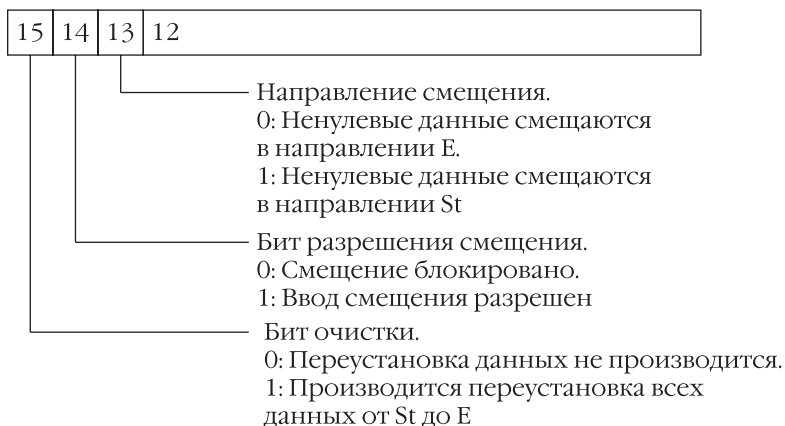 15 14 13 12
Направление смещения.
0: Ненулевые данные смещаются
в направлении E.
1: Ненулевые данные смещаются
в направлении St
Бит разрешения смещения.
0: Смещение блокировано.
1: Ввод смещения разрешен
Бит очистки.
0: Переустановка данных не производится.
1: Производится переустановка всех
данных от St до E